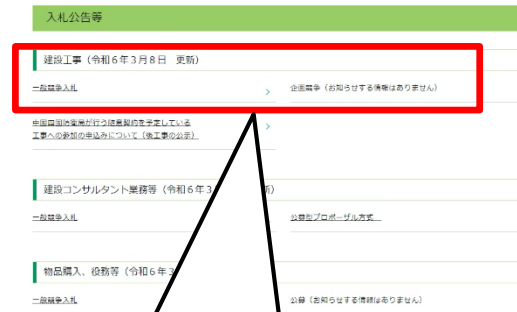 入札公告等
建設工事（令和６年３月８日　更新）
一般競争入札
企画競争（お知らせする情報はありません）
中国四国防衛局が行う随意契約を予定している
工事への参加の申込みについて（後工事の公示）
建設コンサルタント業務等（令和６年３
新）
一般競争入札
公募型プロポーザル方式
物品購入、役務等（令和６年３
一般競争入札
公募（お知らせする情報はありません）